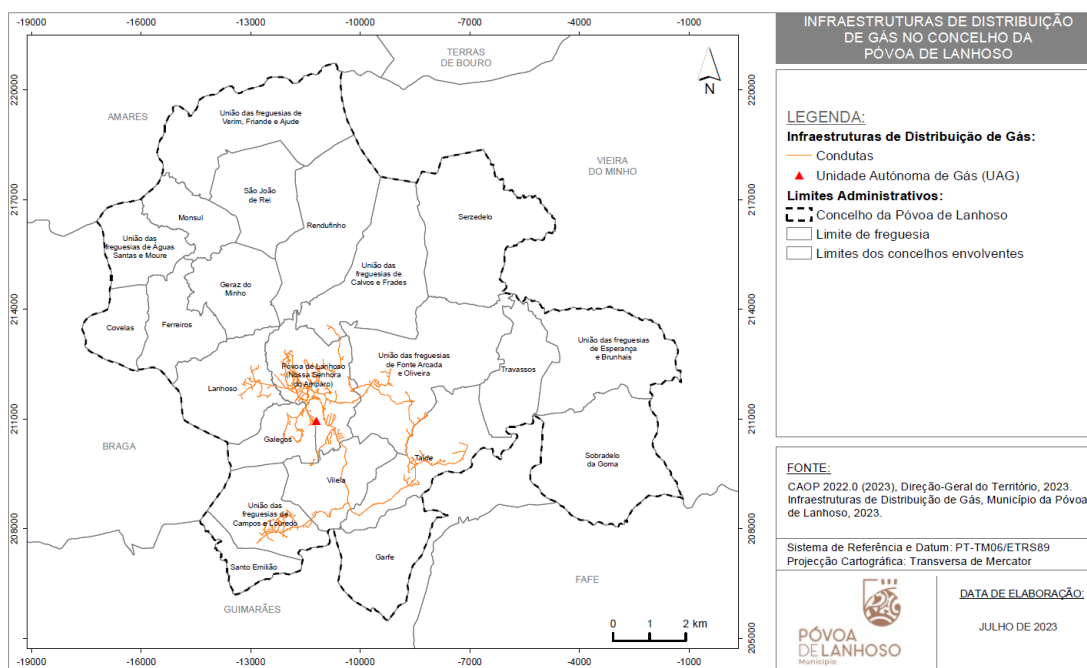 -19000 -16000 -13000 -10000 -7000 -4000 -1000
INFRAESTRUTURAS DE DISTRIBUIÇÃO
DE GÁS NO CONCELHO DA
PÓVOA DE LANHOSO
TERRAS
DE BOURO
N
220000 220000
AMARES
União das freguesias de
Verim, Friande e Ajude
VIEIRA
DO MINHO
São João
de Rei
217000 217000
Monsul
Serzedelo
Rendufinho
União das
freguesias de Águas
Santas e Moure
União das
freguesias de
Calvos e Frades
Geraz do
Minho
214000 214000
Covelas
Ferreiros
União das freguesias
de Esperança
e Brunhais
União das freguesias
de Fonte Arcada
e Oliveira
Travassos
Póvoa de Lanhoso
(Nossa Senhora
do Amparo)
Lanhoso
211000 211000
Galegos
BRAGA
Taíde
Sobradelo
da Goma
Vilela
União das
freguesias de
Campos e Louredo
208000 208000
Garfe
Santo Emilião
FAFE
GUIMARÃES
0 1 2 km
205000 205000
-19000 -16000 -13000 -10000 -7000 -4000 -1000
LEGENDA:
Infraestruturas de Distribuição de Gás:
Condutas
Unidade Autónoma de Gás (UAG)
Limites Administrativos:
Concelho da Póvoa de Lanhoso
Limite de freguesia
Limites dos concelhos envolventes
FONTE:
CAOP 2022.0 (2023), Direção-Geral do Território, 2023.
Infraestruturas de Distribuição de Gás, Município da Póvoa
de Lanhoso, 2023.
Sistema de Referência e Datum: PT-TM06/ETRS89
Projecção Cartográfica: Transversa de Mercator
PÓVOA
DE LANHOSO
Município
DATA DE ELABORAÇÃO:
JULHO DE 2023